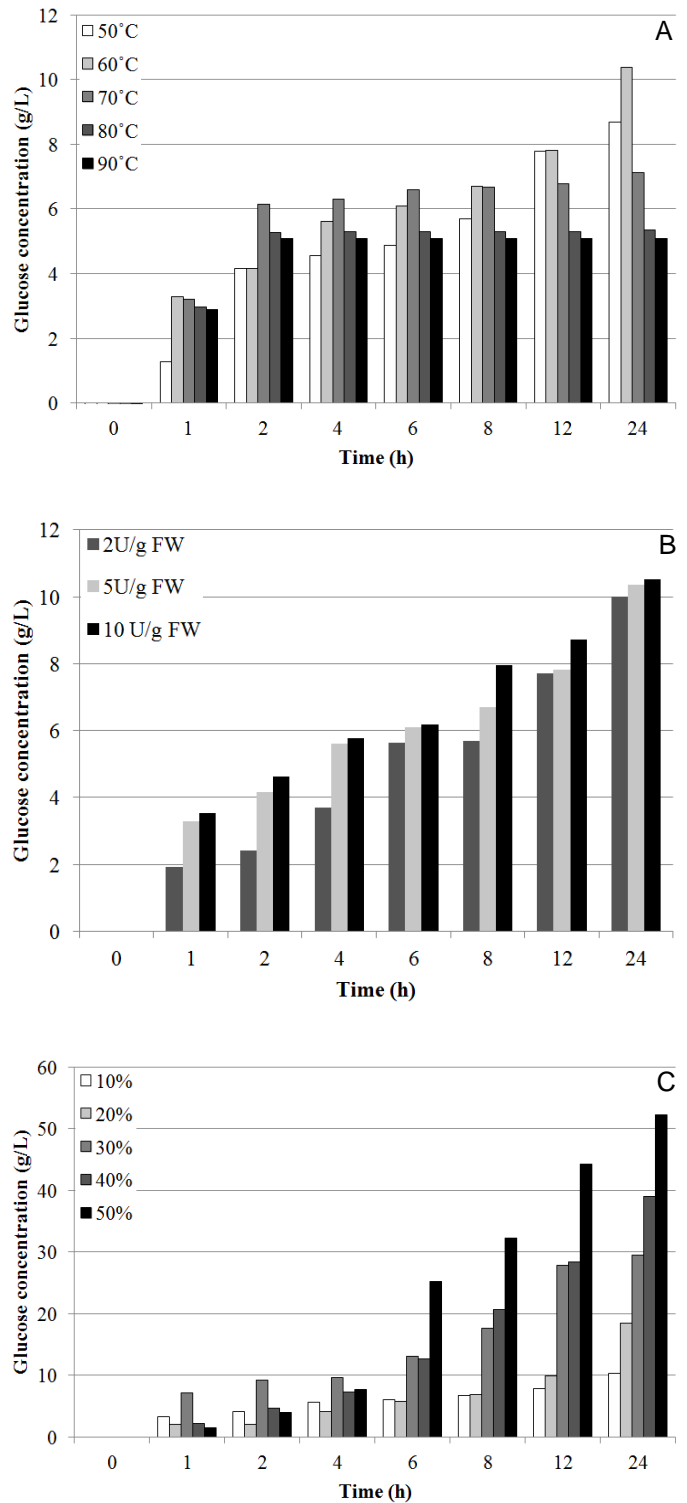 A
50˚C
60˚C
70˚C
80˚C
90˚C
Glucose concentration (g/L)
12
10
8
6
4
2
0
0 1 2 4 6 8 12 24
Time (h)
B
2U/g FW
5U/g FW
10 U/g FW
Glucose concentration (g/L)
12
10
8
6
4
2
0
0 1 2 4 6 8 12 24
Time (h)
C
10%
20%
30%
40%
50%
Glucose concentration (g/L)
60
50
40
30
20
10
0
0 1 2 4 6 8 12 24
Time (h)